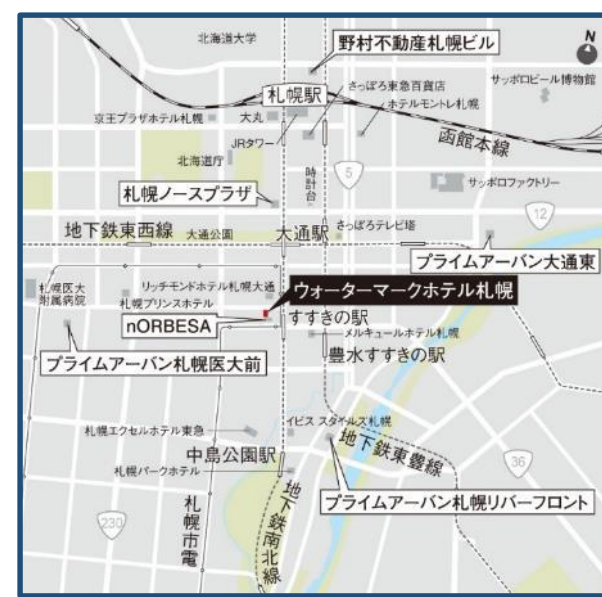 北海道大学
野村不動産札幌ビル
N
札幌駅
さっぽろ東急百貨店
サッポロビール博物館
京王プラザホテル札幌
大丸
ホテルモントレ札幌
JRタワー
函館本線
北海道庁
時計台
5
サッポロファクトリー
札幌ノースプラザ
12
地下鉄東西線
大通公園
大通駅
さっぽろテレビ塔
プライムアーバン大通東
札幌医大
附属病院
リッチモンドホテル札幌大通
ウォーターマークホテル札幌
札幌プリンスホテル
nORBESA
すすきの駅
メルキュールホテル札幌
豊水すすきの駅
プライムアーバン札幌医大前
札幌エクセルホテル東急
イビス スタイルズ札幌
地下鉄東豊線
中島公園駅
36
札幌パークホテル
プライムアーバン札幌リバーフロント
地下鉄南北線
札幌市電
230